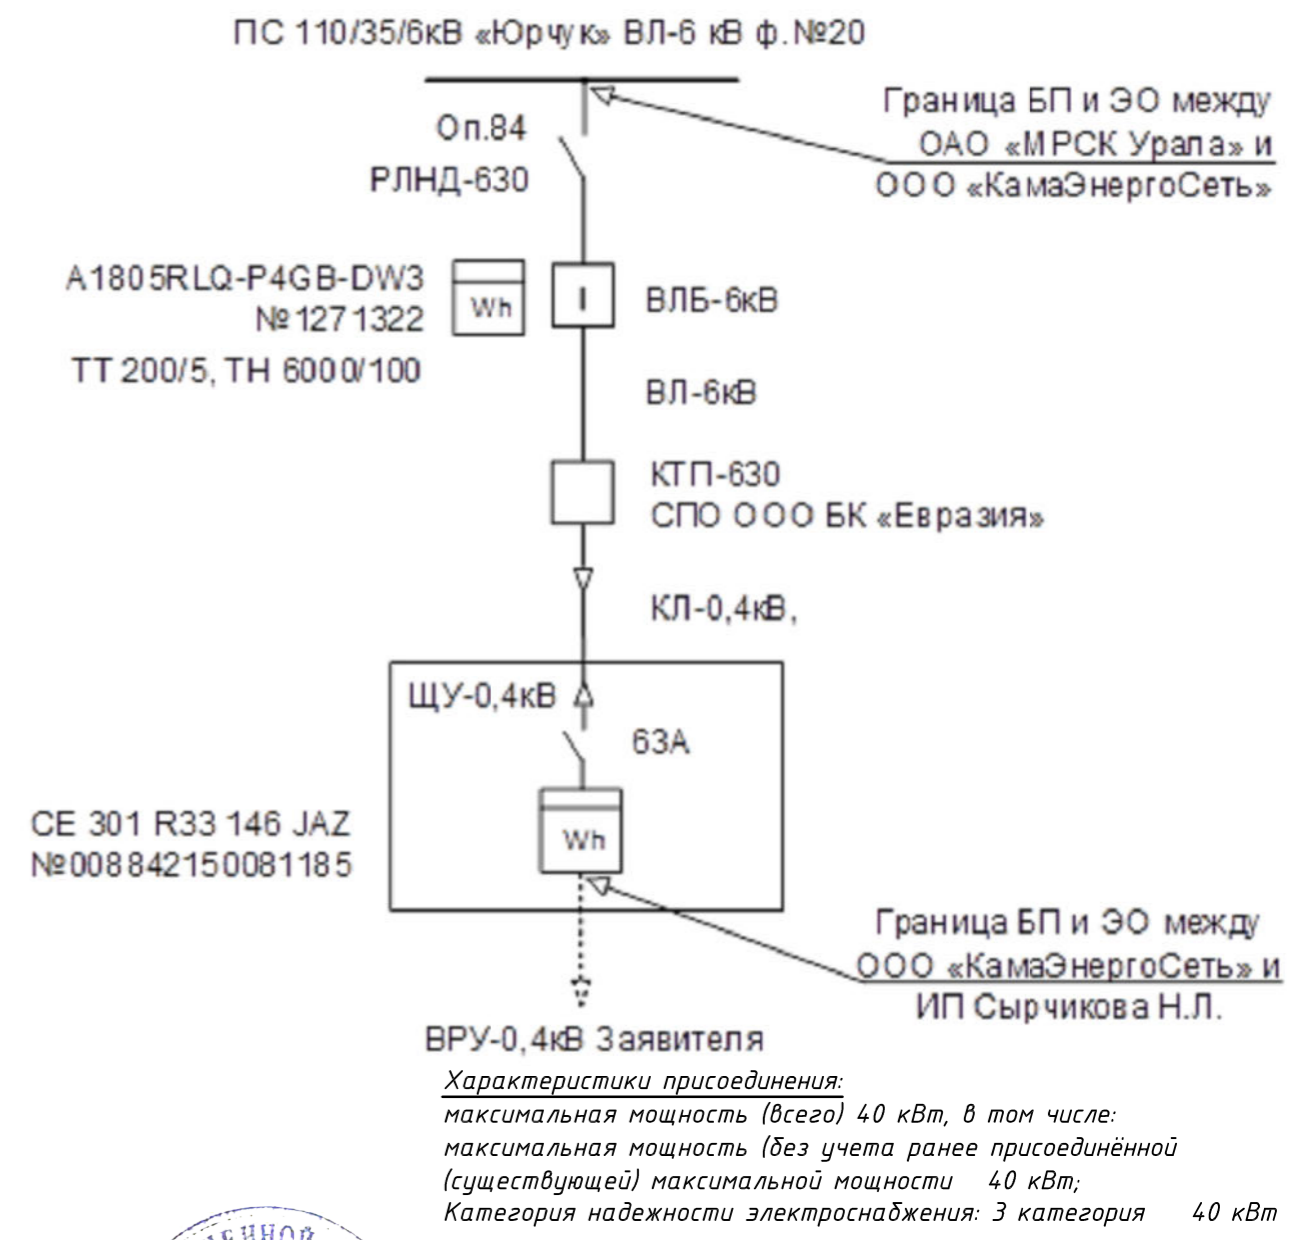 ПС 110/35/6кВ «Юрчук» ВЛ-6 кВ ф.№20
Граница БП и ЭО между
ОАО «МРСК Урала» и
ООО «КамаЭнергоСеть»
Оп.84
РЛНД-630
A1805RLQ-P4GB-DW3
№1271322
ТТ 200/5, ТН 6000/100
Wh
I
ВЛБ-6кВ
ВЛ-6кВ
КТП-630
СПО ООО БК «Евразия»
КЛ-0,4кВ,
ЩУ-0,4кВ
63А
Wh
CE 301 R33 146 JAZ
№008842150081185
Граница БП и ЭО между
ООО «КамаЭнергоСеть» и
ИП Сырчикова Н.Л.
ВРУ-0,4кВ Заявителя
Характеристики присоединения:
максимальная мощность (всего) 40 кВт, в том числе:
максимальная мощность (без учета ранее присоединённой
(существующей) максимальной мощности 40 кВт;
Категория надежности электроснабжения: 3 категория 40 кВт